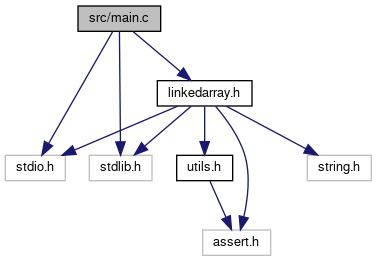 src/main.c
linkedarray.h
stdio.h
stdlib.h
utils.h
string.h
assert.h